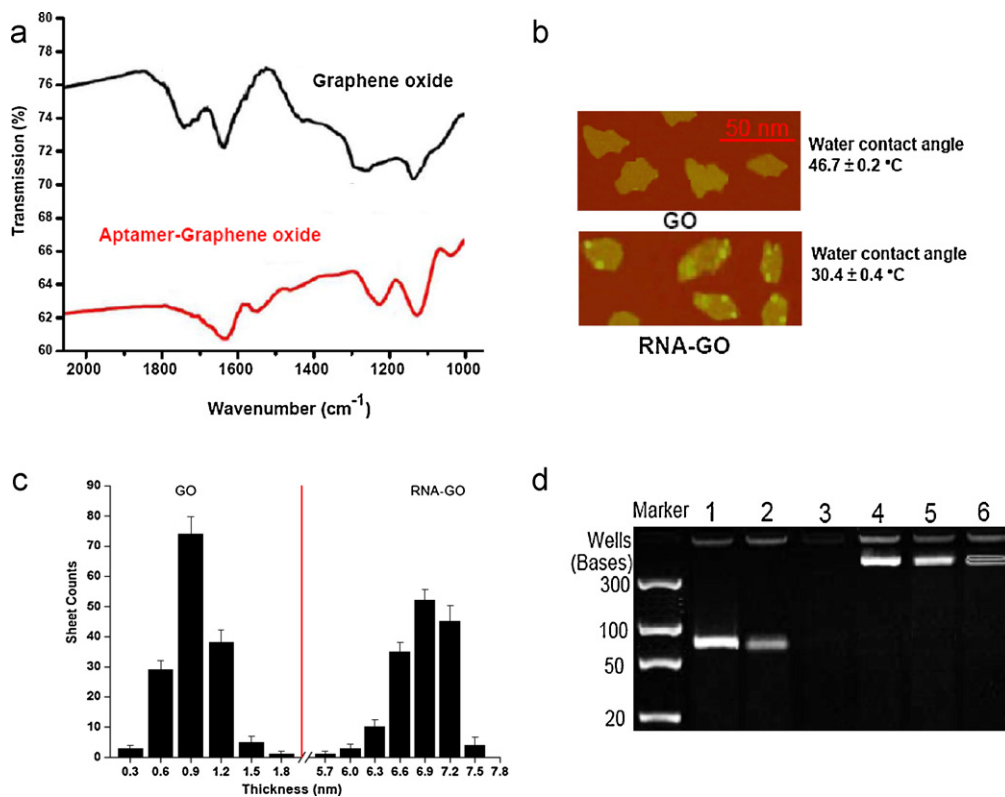 a
80
78
76
74
72
70
68
66
64
62
60
Transmission (%)
Graphene oxide
Aptamer-Graphene oxide
2000 1800 1600 1400 1200 1000
Wavenumber (cm-1)
b
50 nm
GO
Water contact angle
46.7 ± 0.2 °C
RNA-GO
Water contact angle
30.4 ± 0.4 °C
c
90
80
70
60
50
40
30
20
10
0
Sheet Counts
GO
RNA-GO
0.3 0.6 0.9 1.2 1.5 1.8 5.7 6.0 6.3 6.6 6.9 7.2 7.5 7.8
Thickness (nm)
d
Marker 1 2 3 4 5 6
Wells
(Bases)
300
100
50
20